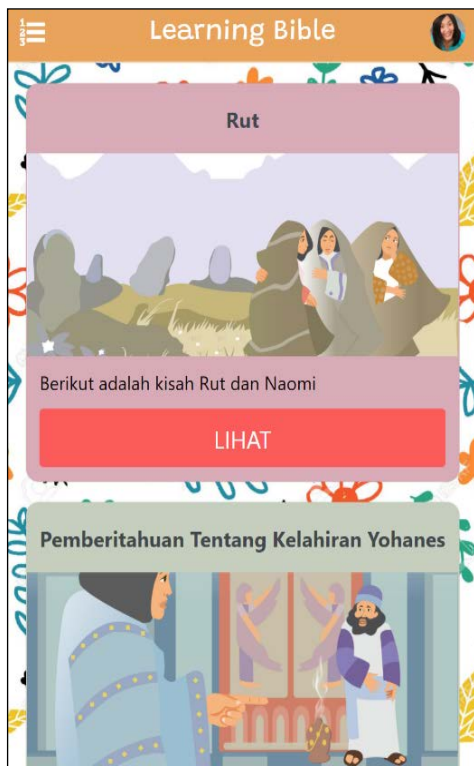 Learning Bible
Rut
Berikut adalah kisah Rut dan Naomi
LIHAT
Pemberitahuan Tentang Kelahiran Yohanes